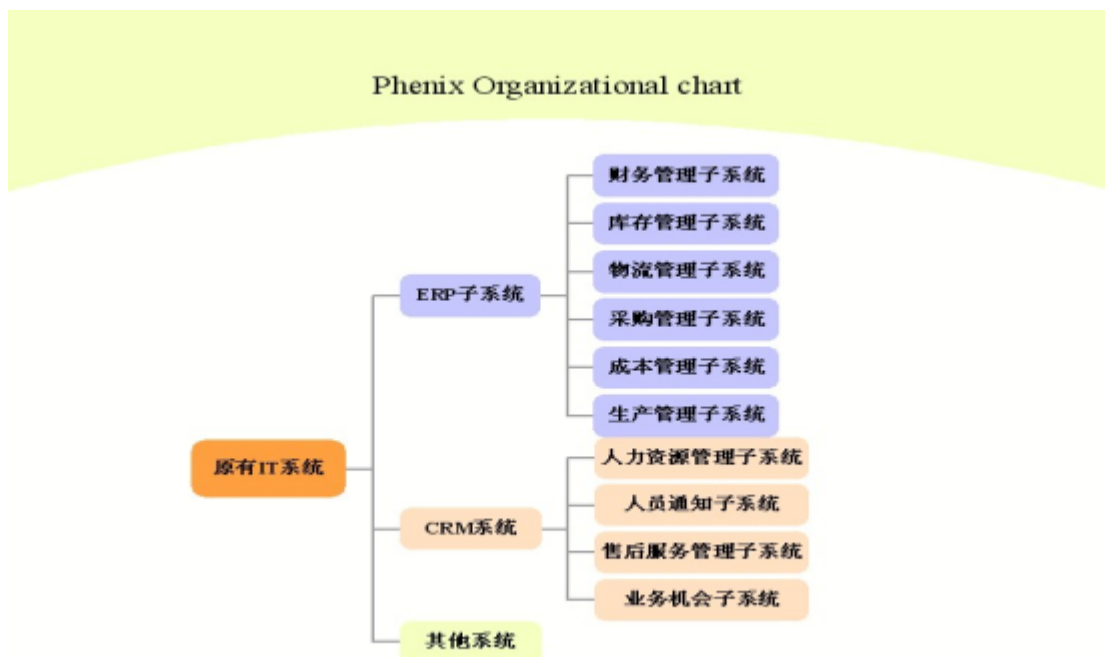 Phenix Organizational chart
财务管理子系统
库存管理子系统
物流管理子系统
ERP子系统
采购管理子系统
成本管理子系统
生产管理子系统
原有IT系统
人力资源管理子系统
人员通知子系统
CRM系统
售后服务管理子系统
业务机会子系统
其他系统